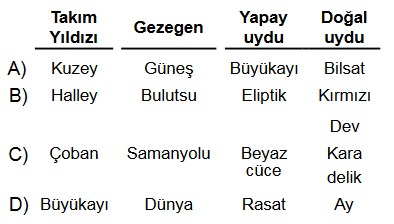 Takım Yıldızı Gezegen Yapay uydu Doğal uydu
A) Kuzey Güneş Büyükayı Bilsat
B) Halley Bulutsu Eliptik Kırmızı Dev
C) Çoban Samanyolu Beyaz cüce Kara delik
D) Büyükayı Dünya Rasat Ay